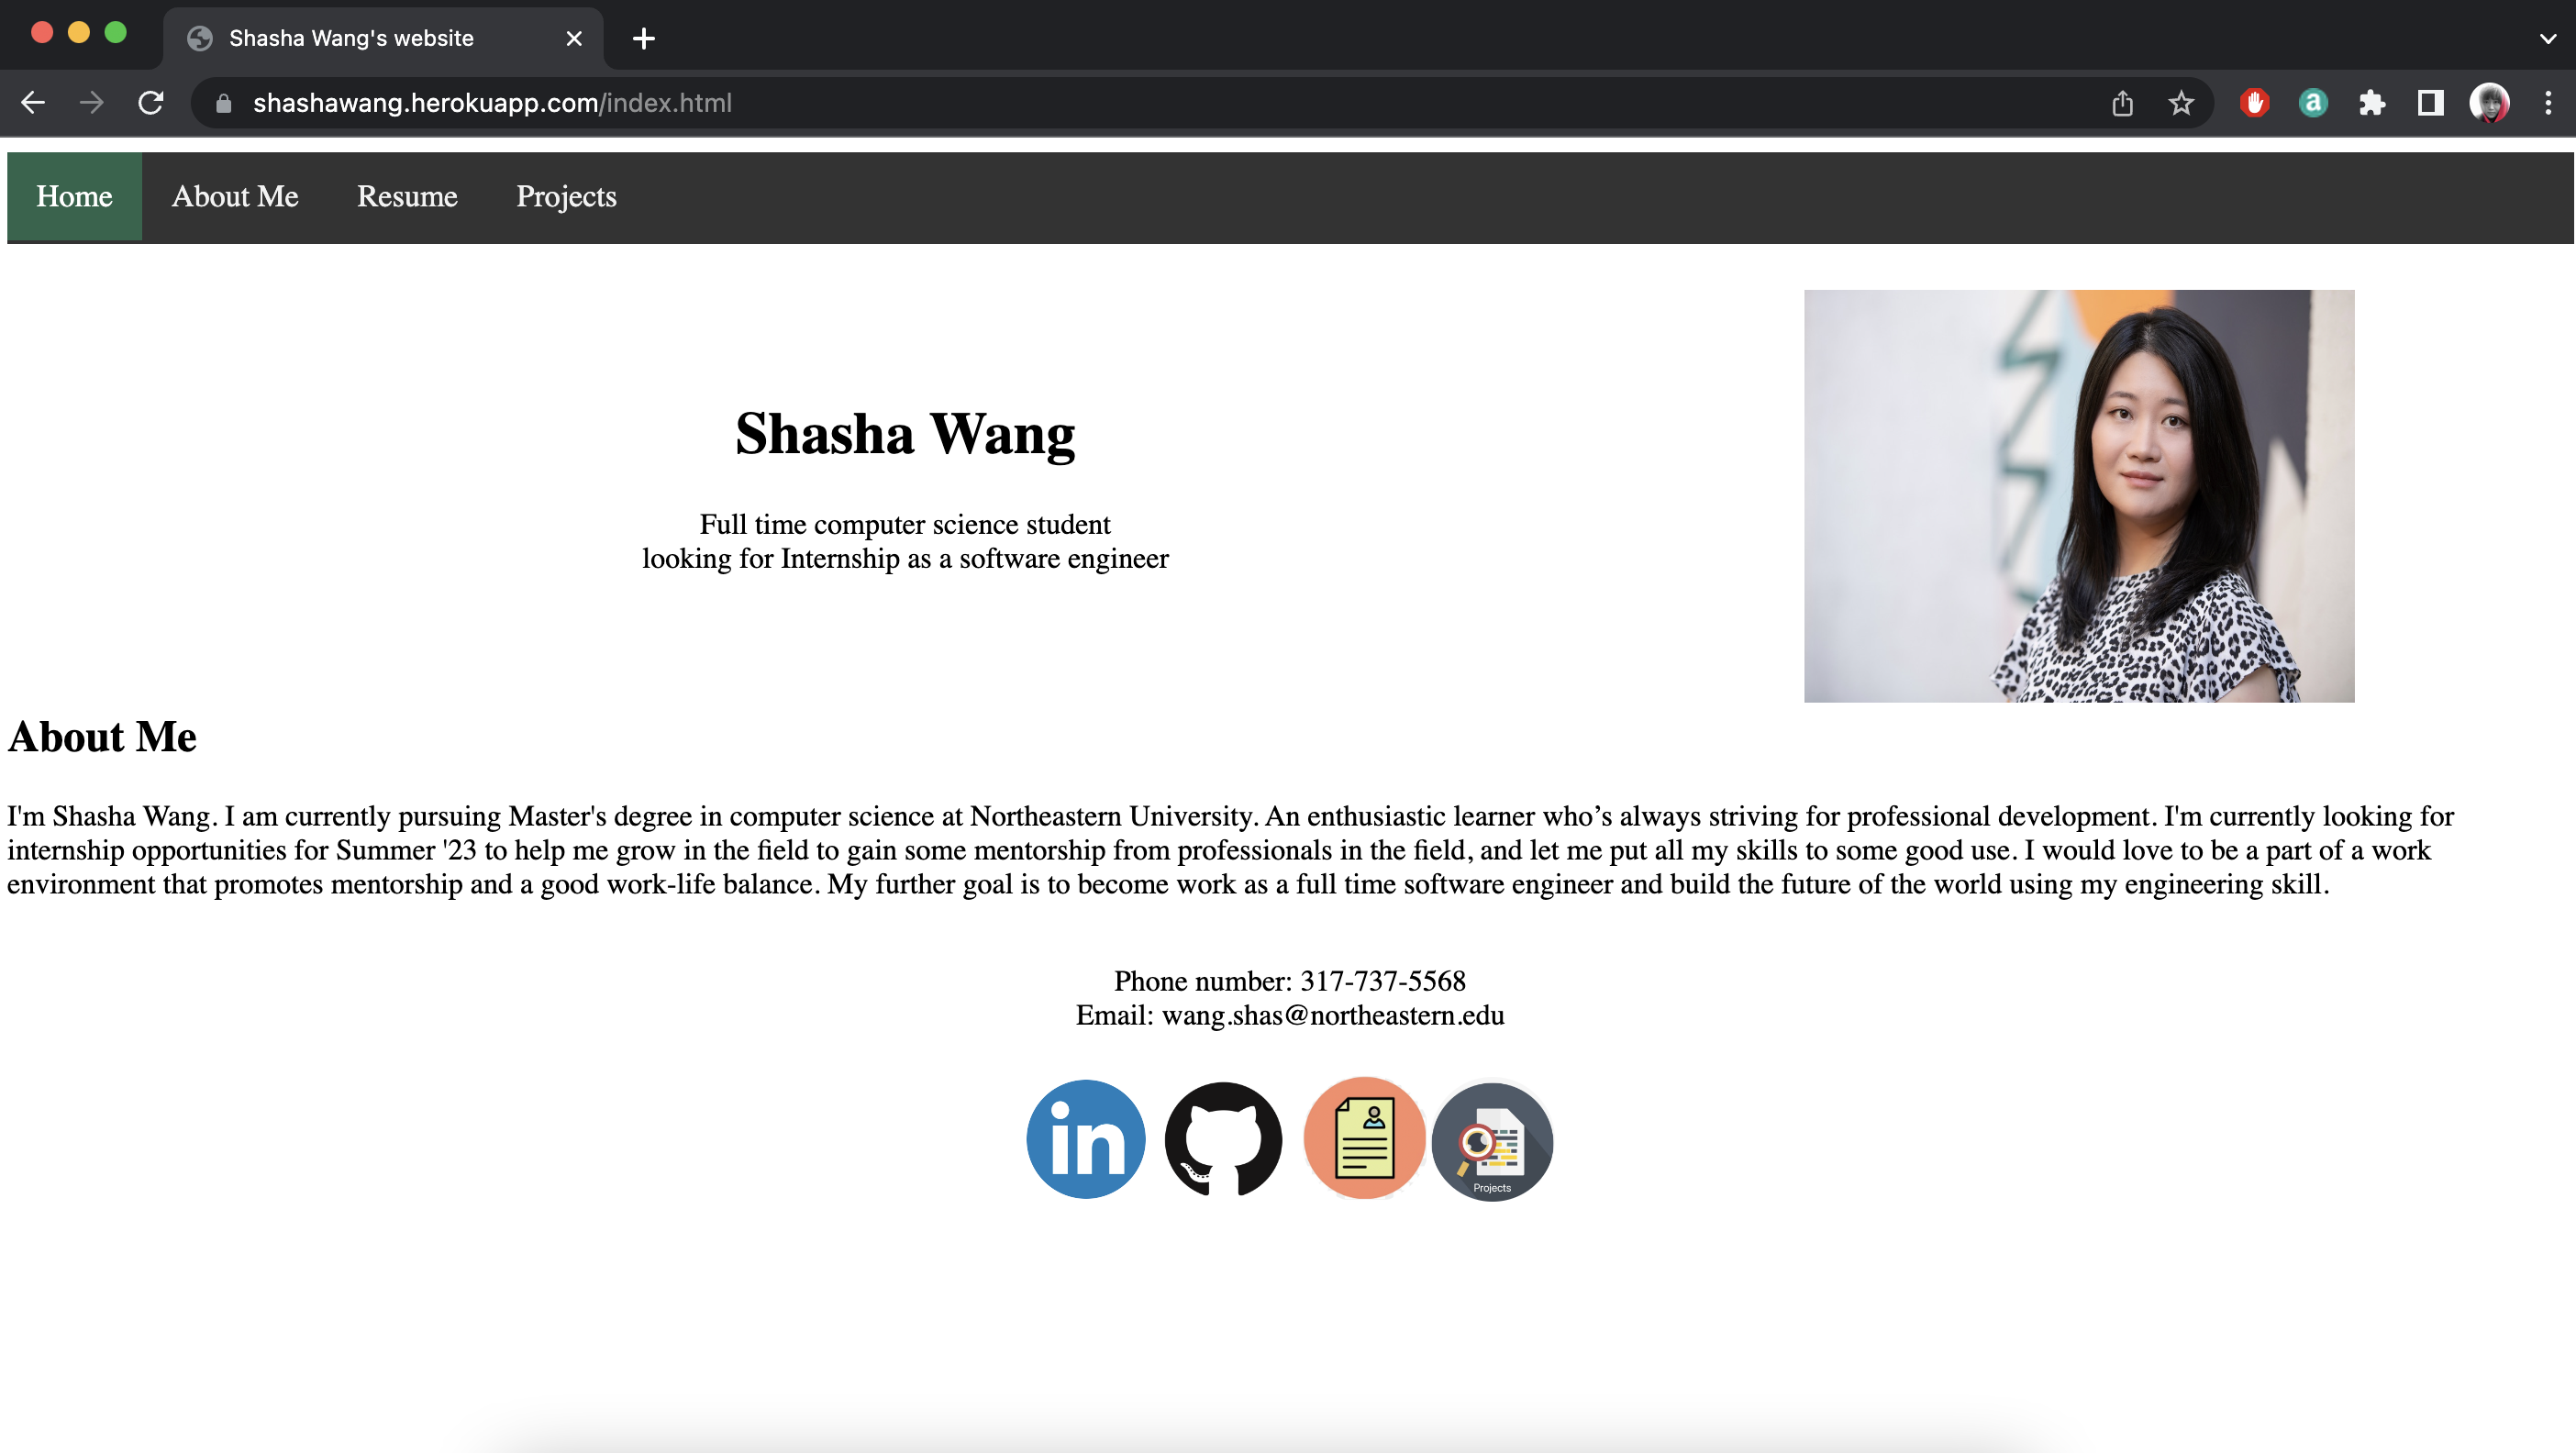 Shasha Wang's website
shashawang.herokuapp.com/index.html
Home About Me Resume Projects
Shasha Wang
Full time computer science student
looking for Internship as a software engineer
About Me
I'm Shasha Wang. I am currently pursuing Master's degree in computer science at Northeastern University. An enthusiastic learner who’s always striving for professional development. I'm currently looking for
internship opportunities for Summer '23 to help me grow in the field to gain some mentorship from professionals in the field, and let me put all my skills to some good use. I would love to be a part of a work
environment that promotes mentorship and a good work-life balance. My further goal is to become work as a full time software engineer and build the future of the world using my engineering skill.
Phone number: 317-737-5568
Email: wang.shas@northeastern.edu
in
Projects